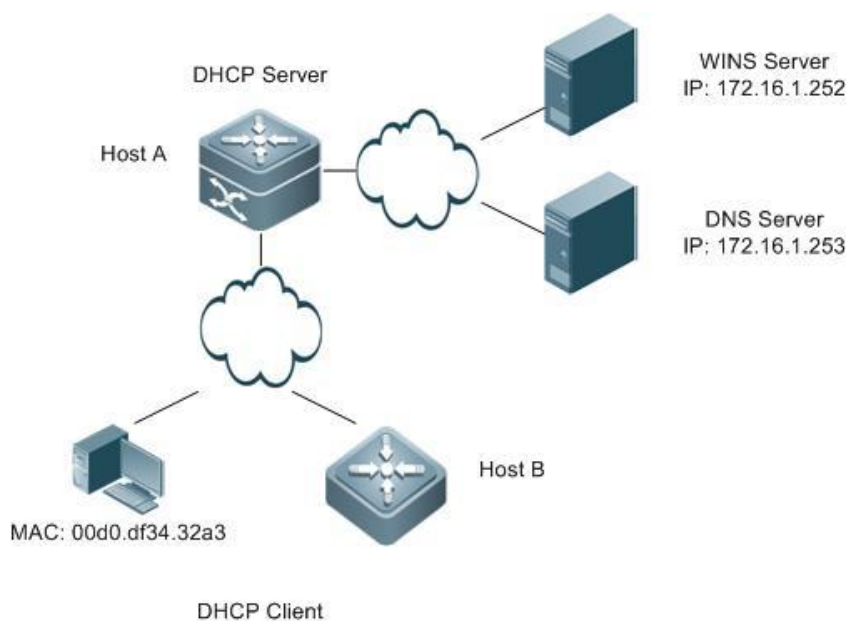 DHCP Server
Host A
WINS Server
IP: 172.16.1.252
DNS Server
IP: 172.16.1.253
Host B
MAC: 00d0.df34.32a3
DHCP Client